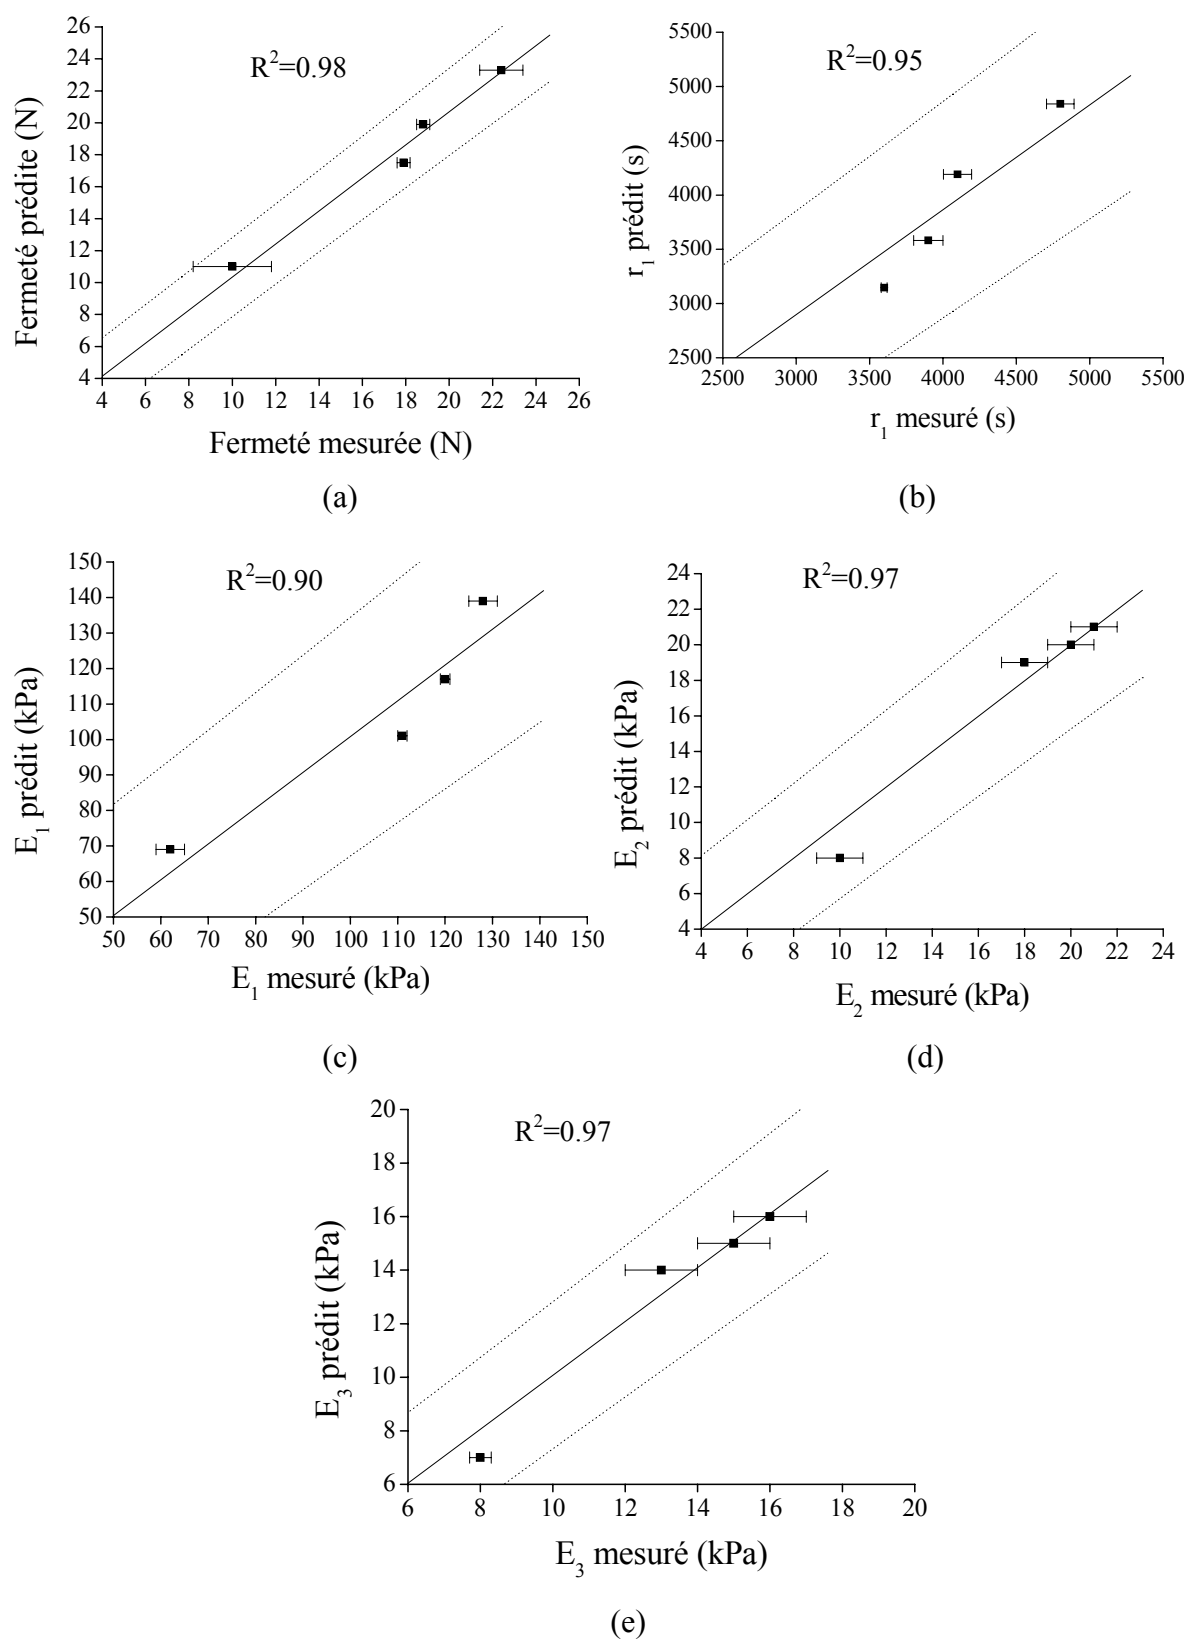 R²=0.98
Fermeté prédite (N)
26
24
22
20
18
16
14
12
10
8
6
4
4 6 8 10 12 14 16 18 20 22 24 26
Fermeté mesurée (N)
(a)
R²=0.95
r₁ prédit (s)
5500
5000
4500
4000
3500
3000
2500
2500 3000 3500 4000 4500 5000 5500
r₁ mesuré (s)
(b)
R²=0.90
E₁ prédit (kPa)
150
140
130
120
110
100
90
80
70
60
50
50 60 70 80 90 100 110 120 130 140 150
E₁ mesuré (kPa)
(c)
R²=0.97
E₂ prédit (kPa)
24
22
20
18
16
14
12
10
8
6
4
4 6 8 10 12 14 16 18 20 22 24
E₂ mesuré (kPa)
(d)
R²=0.97
E₃ prédit (kPa)
20
18
16
14
12
10
8
6
6 8 10 12 14 16 18 20
E₃ mesuré (kPa)
(e)